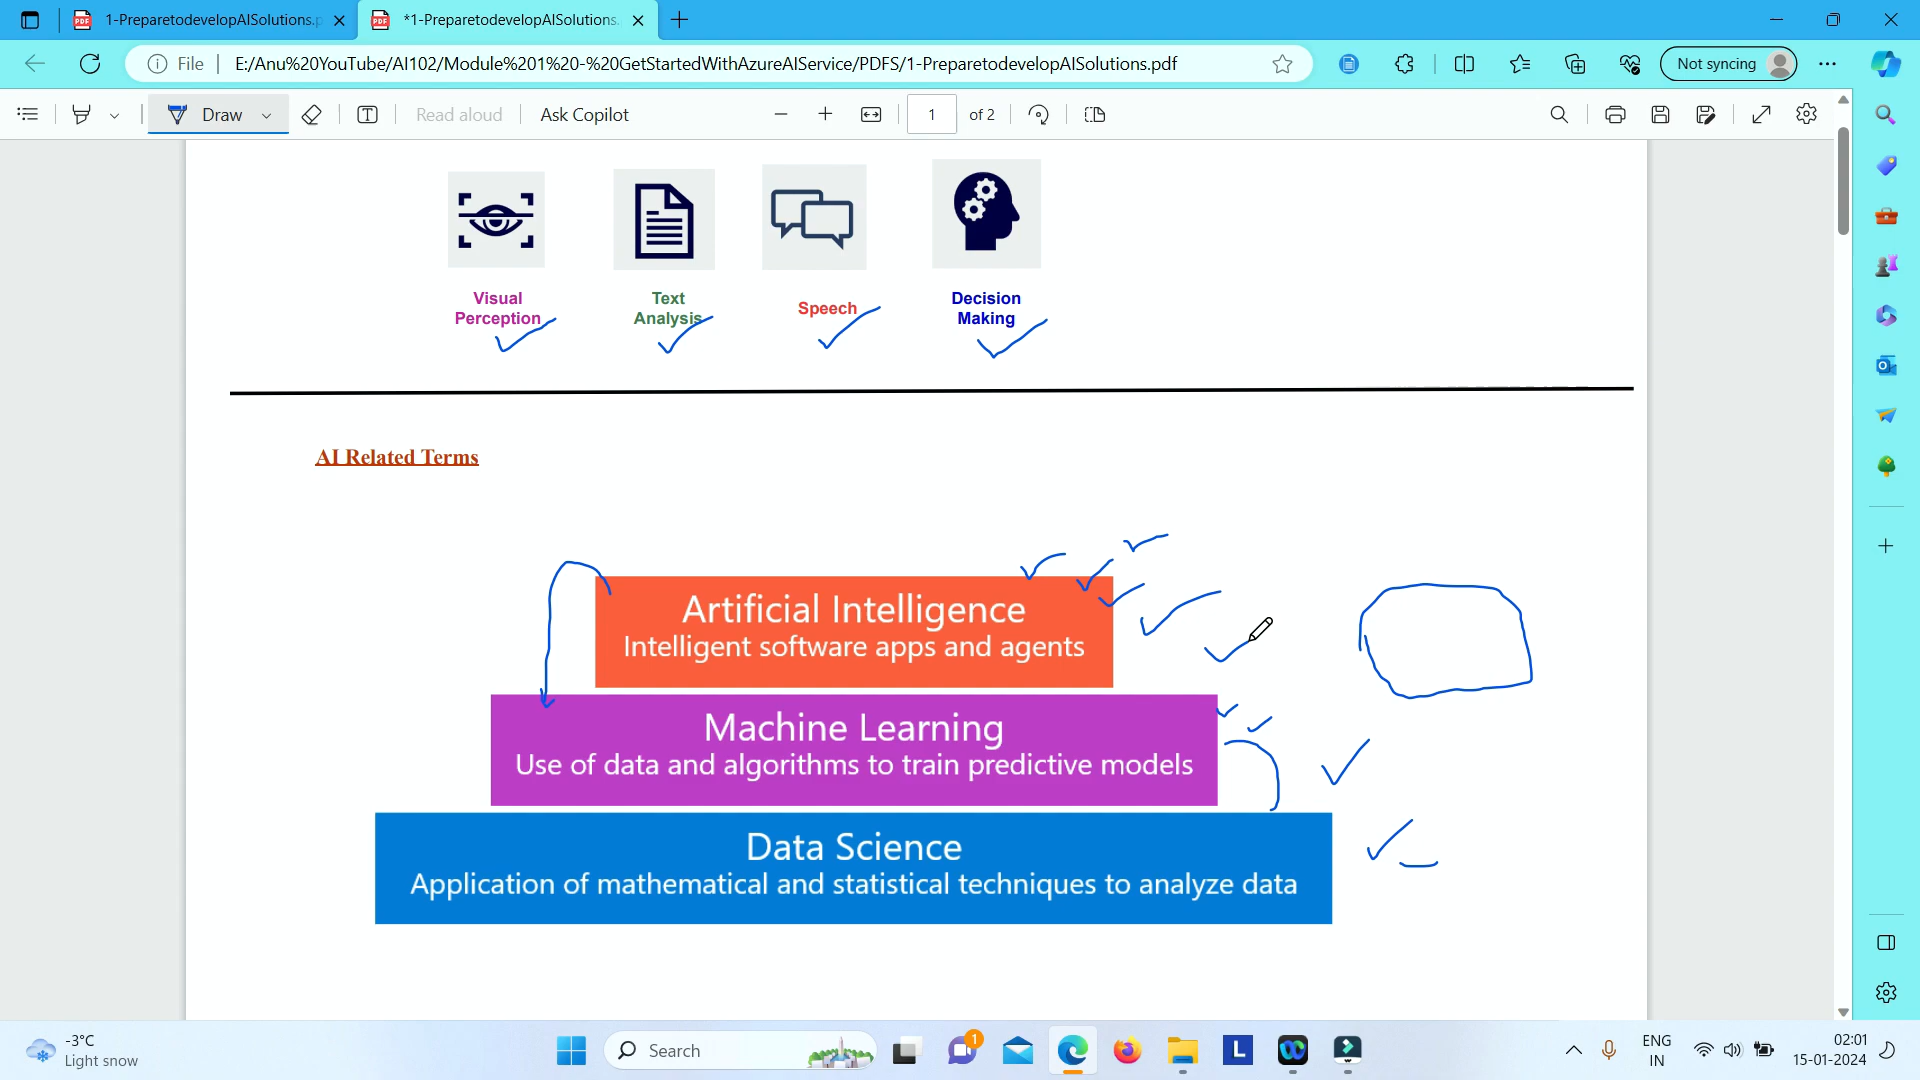 1-PreparetodevelopAISolutions.p
*1-PreparetodevelopAISolutions.
File
E:/Anu%20YouTube/AI102/Module%201%20-%20GetStartedWithAzureAIService/PDFS/1-PreparetodevelopAISolutions.pdf
Not syncing
Draw
Read aloud
Ask Copilot
1
of 2
Visual
Perception
Text
Analysis
Speech
Decision
Making
AI Related Terms
Artificial Intelligence
Intelligent software apps and agents
Machine Learning
Use of data and algorithms to train predictive models
Data Science
Application of mathematical and statistical techniques to analyze data
-3°C
Light snow
Search
1
L
ENG
IN
02:01
15-01-2024